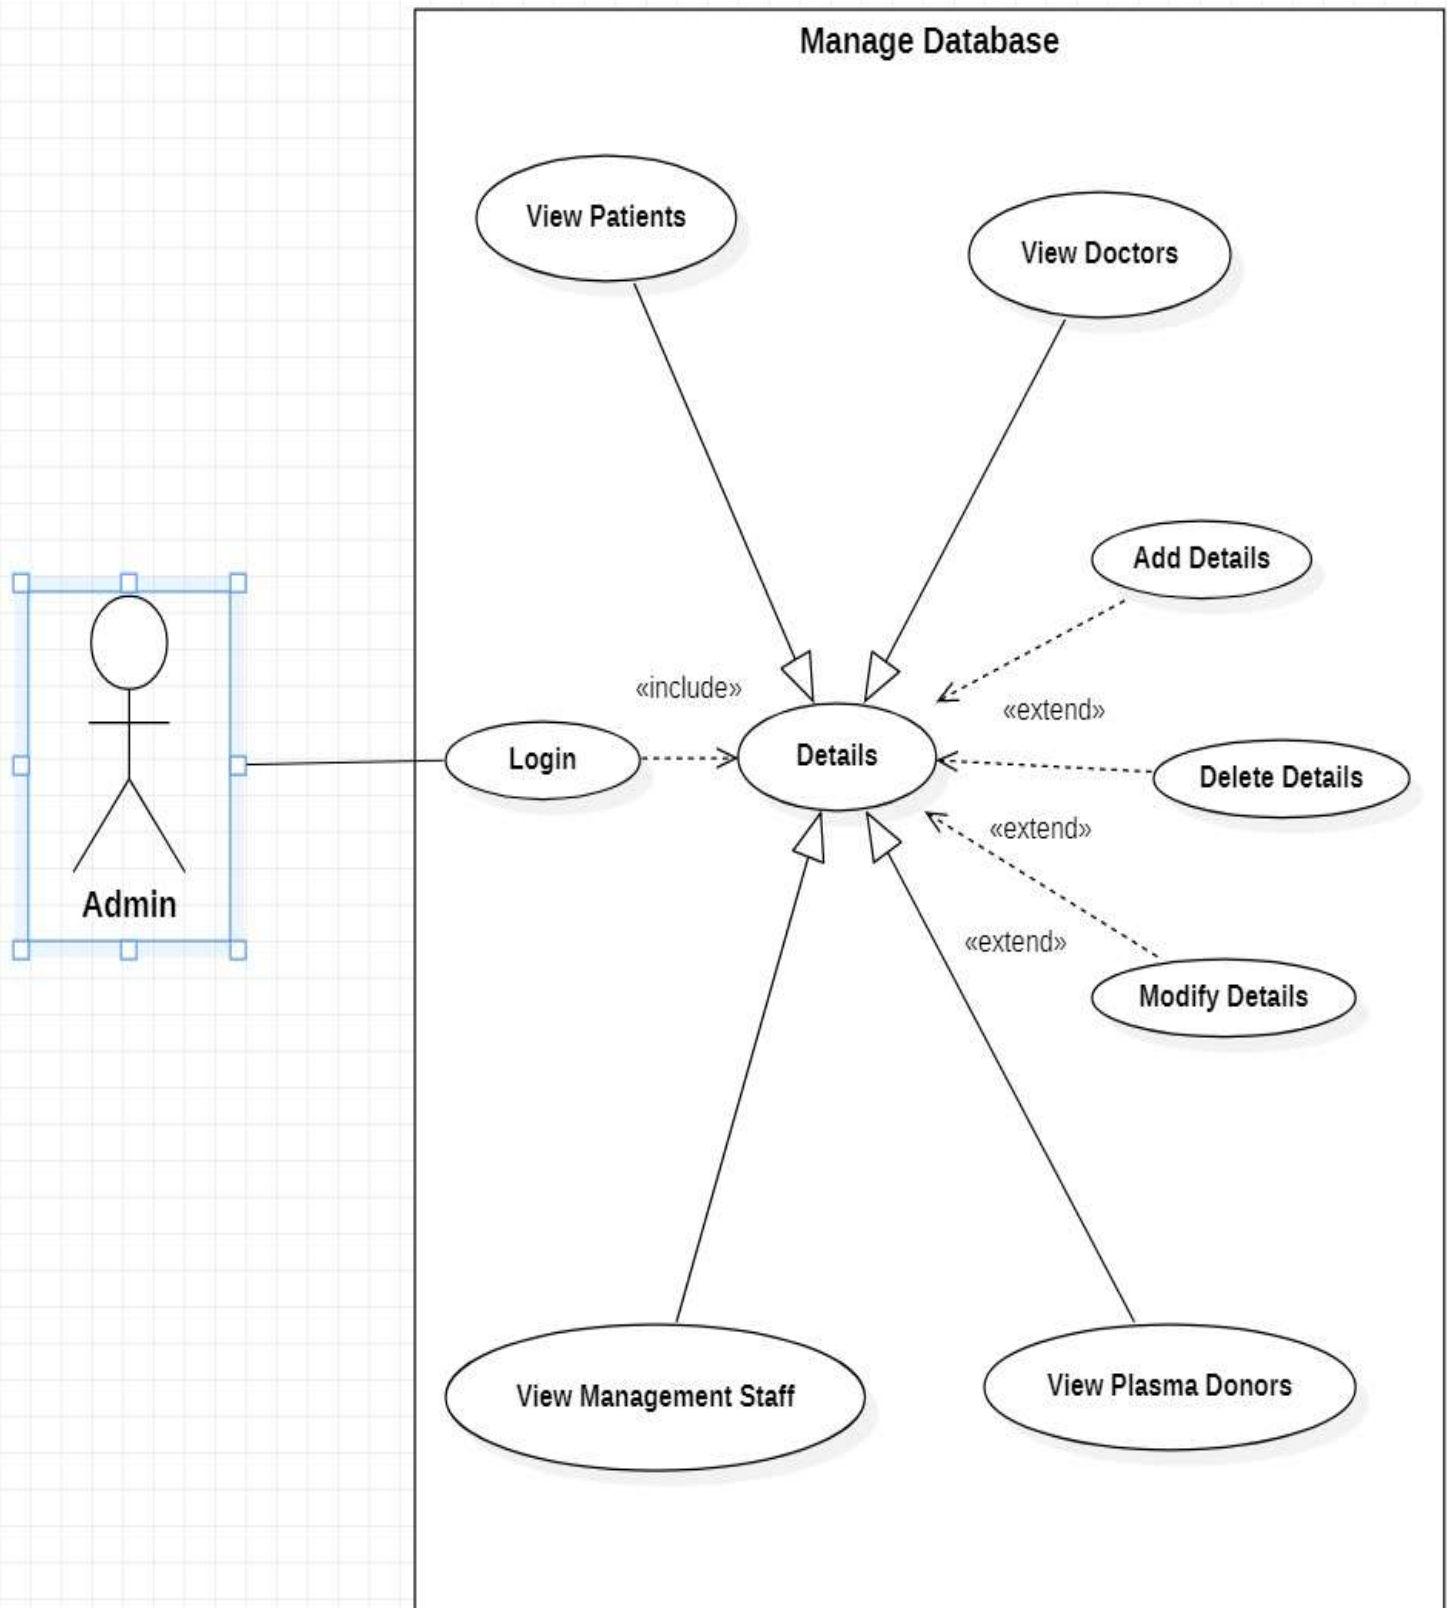 Manage Database
View Patients
View Doctors
Add Details
«include»
«extend»
Login
Details
Delete Details
«extend»
Admin
«extend»
Modify Details
View Management Staff
View Plasma Donors